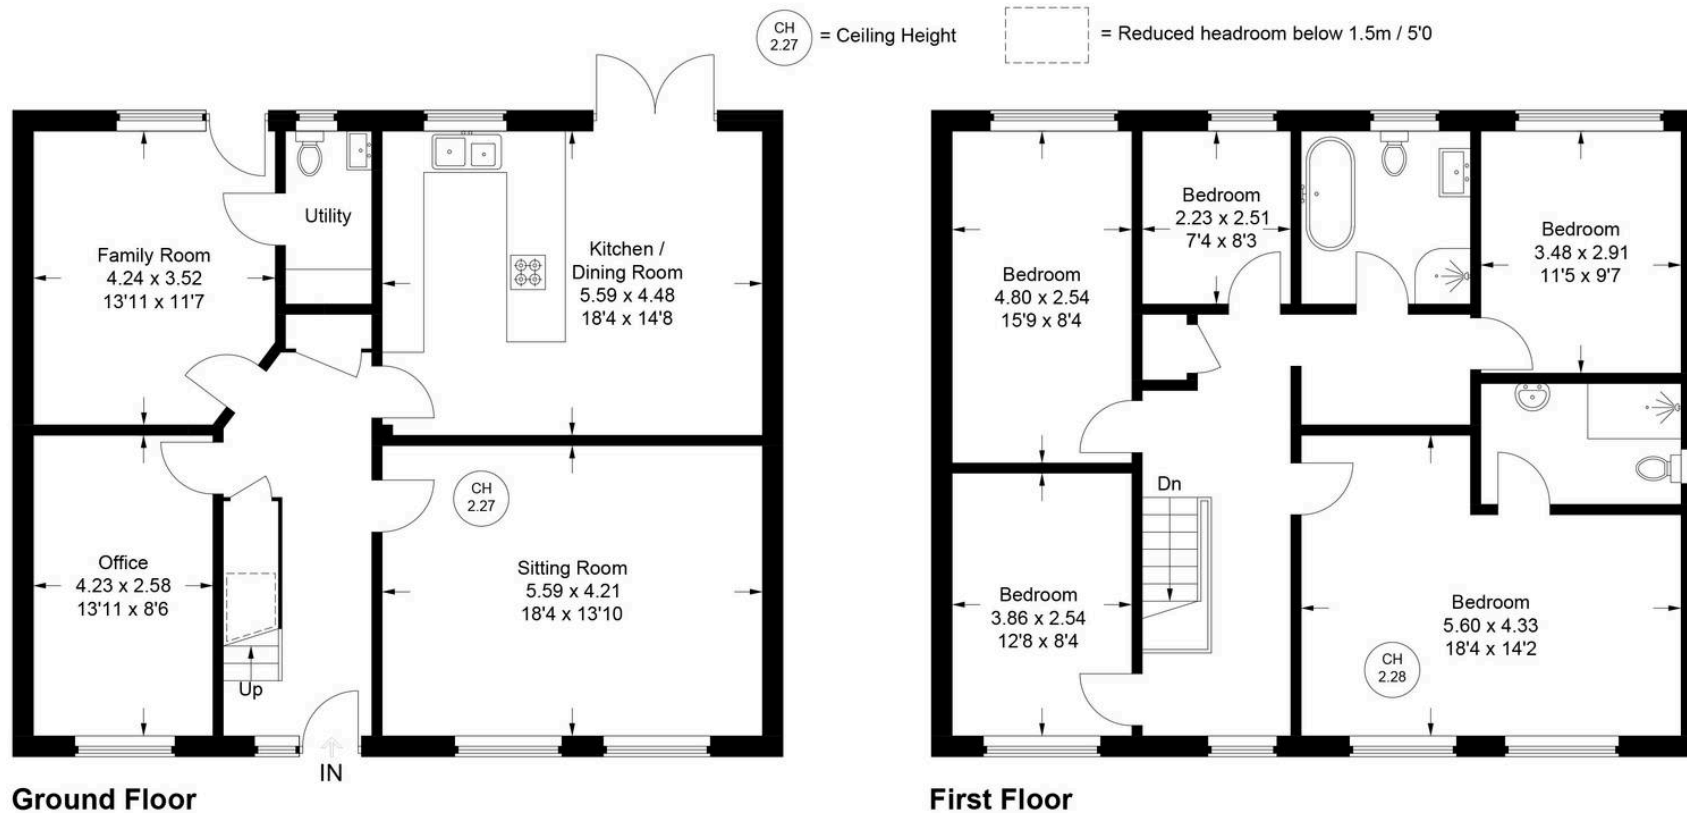 CH
2.27
= Ceiling Height
= Reduced headroom below 1.5m / 5'0
Family Room
4.24 x 3.52
13'11 x 11'7
Utility
Kitchen /
Dining Room
5.59 x 4.48
18'4 x 14'8
Office
4.23 x 2.58
13'11 x 8'6
CH
2.27
Sitting Room
5.59 x 4.21
18'4 x 13'10
Up
IN
Ground Floor
Bedroom
4.80 x 2.54
15'9 x 8'4
Bedroom
2.23 x 2.51
7'4 x 8'3
Bedroom
3.48 x 2.91
11'5 x 9'7
Dn
Bedroom
3.86 x 2.54
12'8 x 8'4
Bedroom
5.60 x 4.33
18'4 x 14'2
CH
2.28
First Floor